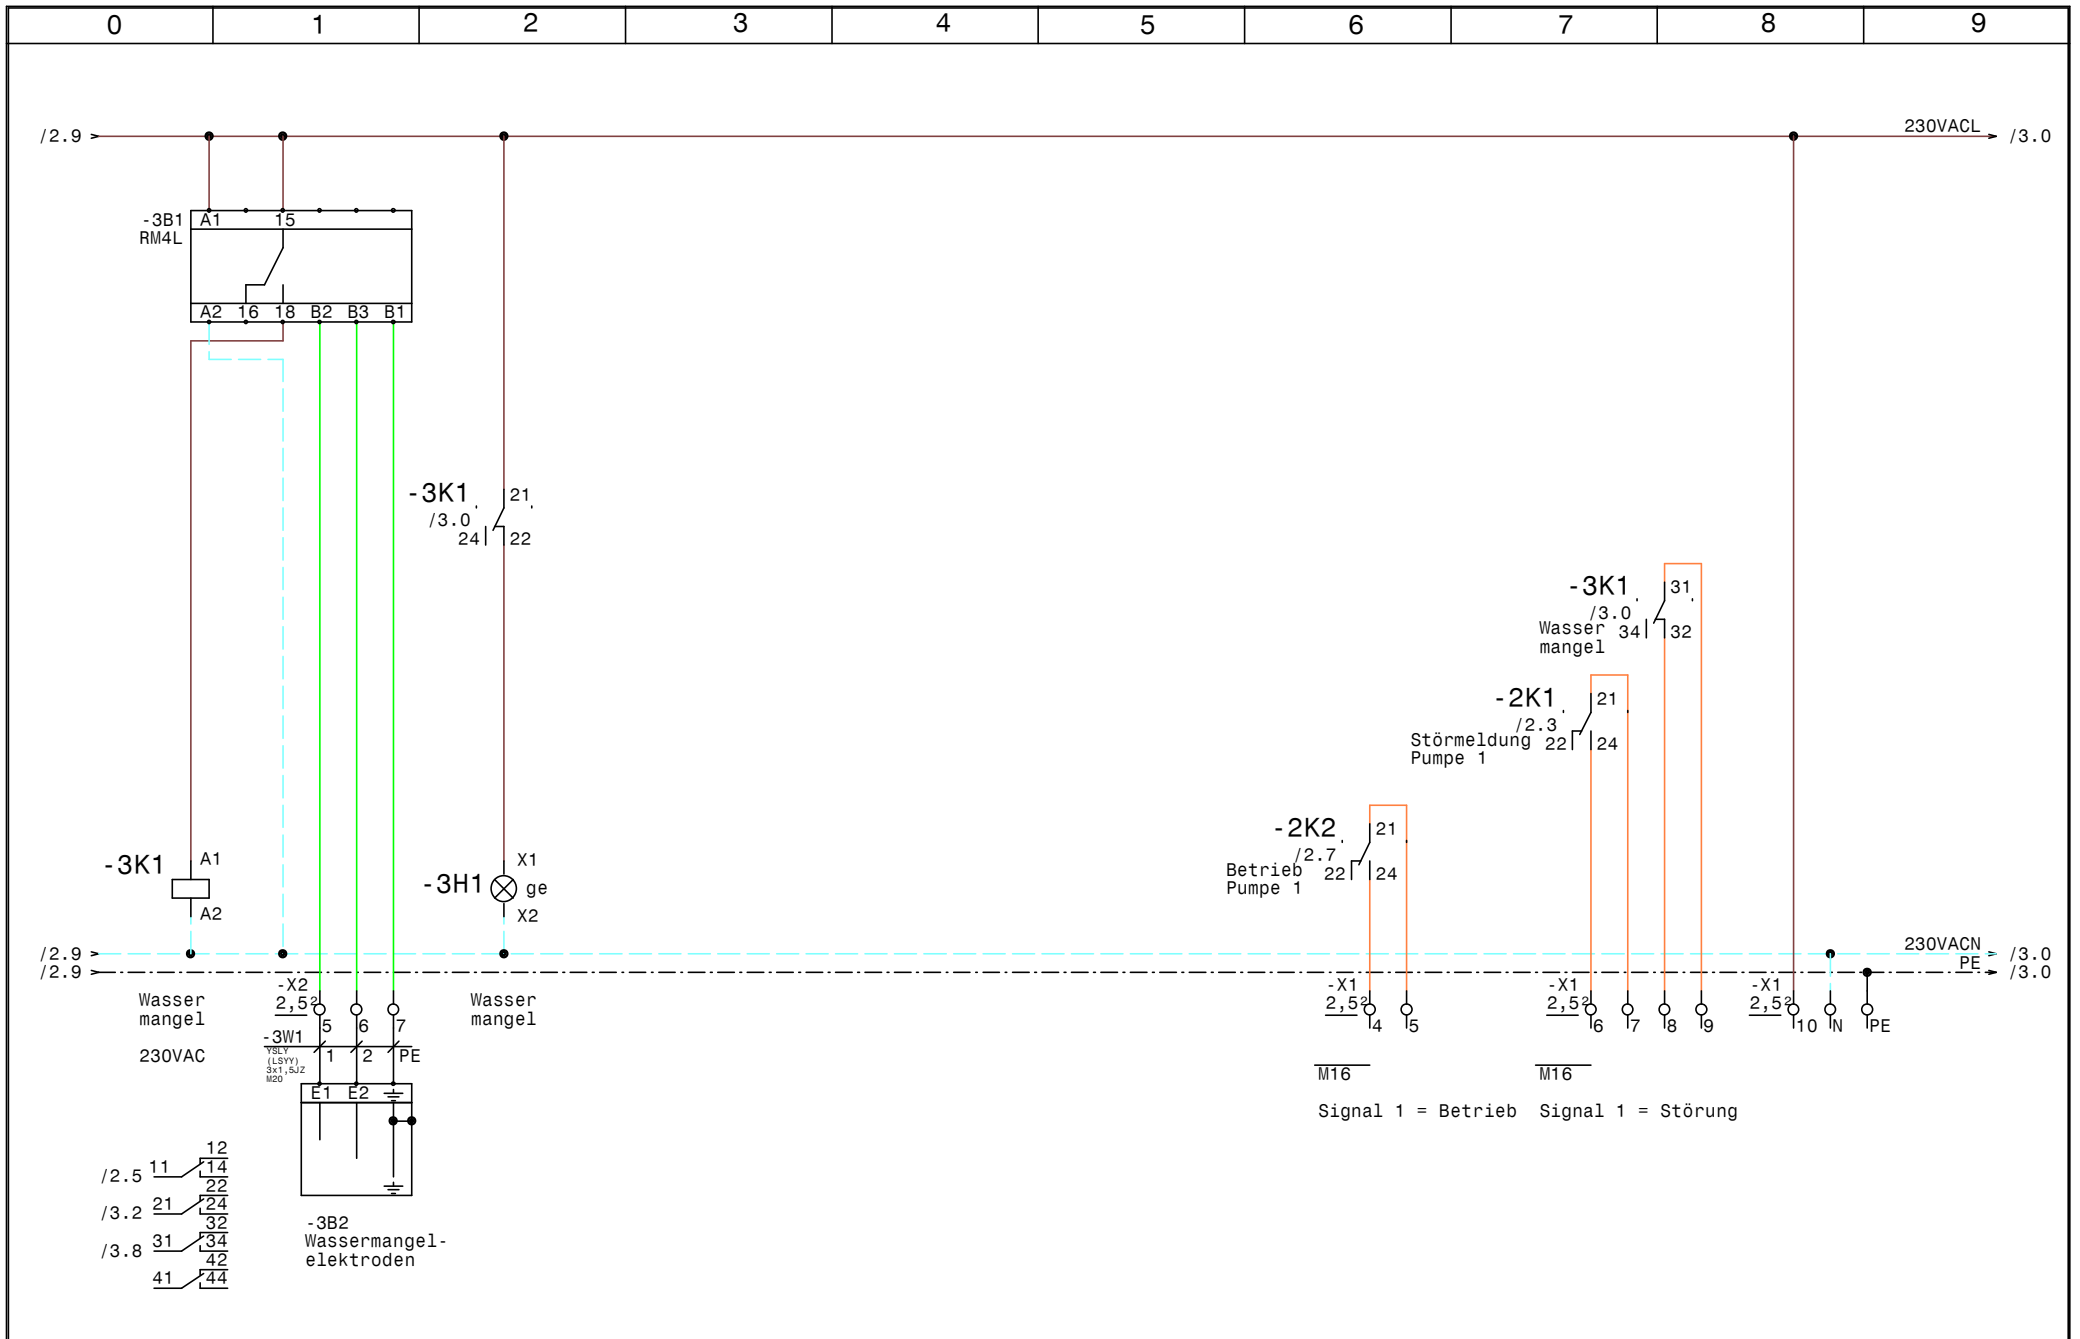 0 1 2 3 4 5 6 7 8 9
/2.9 230VACL /3.0
-3B1 A1 15
RM4L
A2 16 18 B2 B3 B1
-3K1 21
/3.0
24 22
-3K1 31
/3.0
Wasser 34 32
mangel
-2K1 21
/2.3
Störmeldung 22 24
Pumpe 1
-2K2 21
/2.7
Betrieb 22 24
Pumpe 1
-3K1 A1
A2
-3H1 X1
ge
X2
/2.9 230VACN /3.0
/2.9 PE /3.0
Wasser
mangel
230VAC
-X2
2,5²
5 6 7
-3W1
YSLY
(LSYY)
3x1,5JZ
M20
1 2 PE
E1 E2
Wasser
mangel
-X1
2,5²
4 5
-X1
2,5²
6 7 8 9
-X1
2,5²
10 N PE
M16
M16
Signal 1 = Betrieb
Signal 1 = Störung
12
/2.5 11 14
22
/3.2 21 24
32
/3.8 31 34
42
41 44
-3B2
Wassermangel-
elektroden